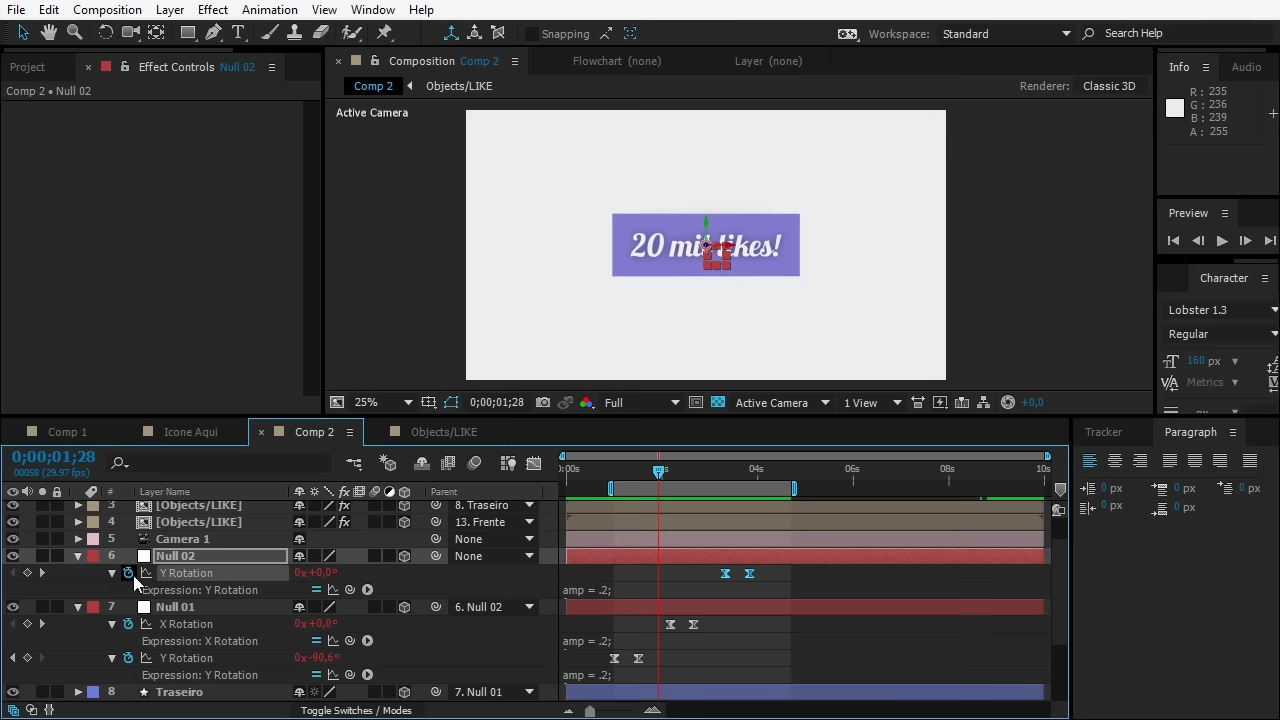 File Edit Composition Layer Effect Animation View Window Help
Snapping Workspace: Standard Search Help
Project × Effect Controls Null 02
Composition Comp 2 Flowchart (none) Layer (none)
Info Audio
Comp 2 • Null 02
Comp 2 Objects/LIKE Renderer: Classic 3D
R : 235
G : 236
B : 239
A : 255
Active Camera
Preview
20 mil likes!
Character
Lobster 1.3
Regular
160 px
Metrics
25% 0;00;01;28 Full Active Camera 1 View +0,0
Comp 1 Icone Aqui × Comp 2 Objects/LIKE
Tracker Paragraph
0;00;01;28
00058 (29.97 fps)
:00s 04s 06s 08s 10s
0 px 0 px 0 px
0 px 0 px
# Layer Name Parent
3 [Objects/LIKE] 8. Traseiro
4 [Objects/LIKE] 13. Frente
5 Camera 1 None
6 Null 02 None
Y Rotation 0x+0,0°
Expression: Y Rotation amp = .2;
7 Null 01 6. Null 02
X Rotation 0x+0,0°
Expression: X Rotation amp = .2;
Y Rotation 0x-90,6°
Expression: Y Rotation amp = .2;
8 Traseiro 7. Null 01
Toggle Switches / Modes